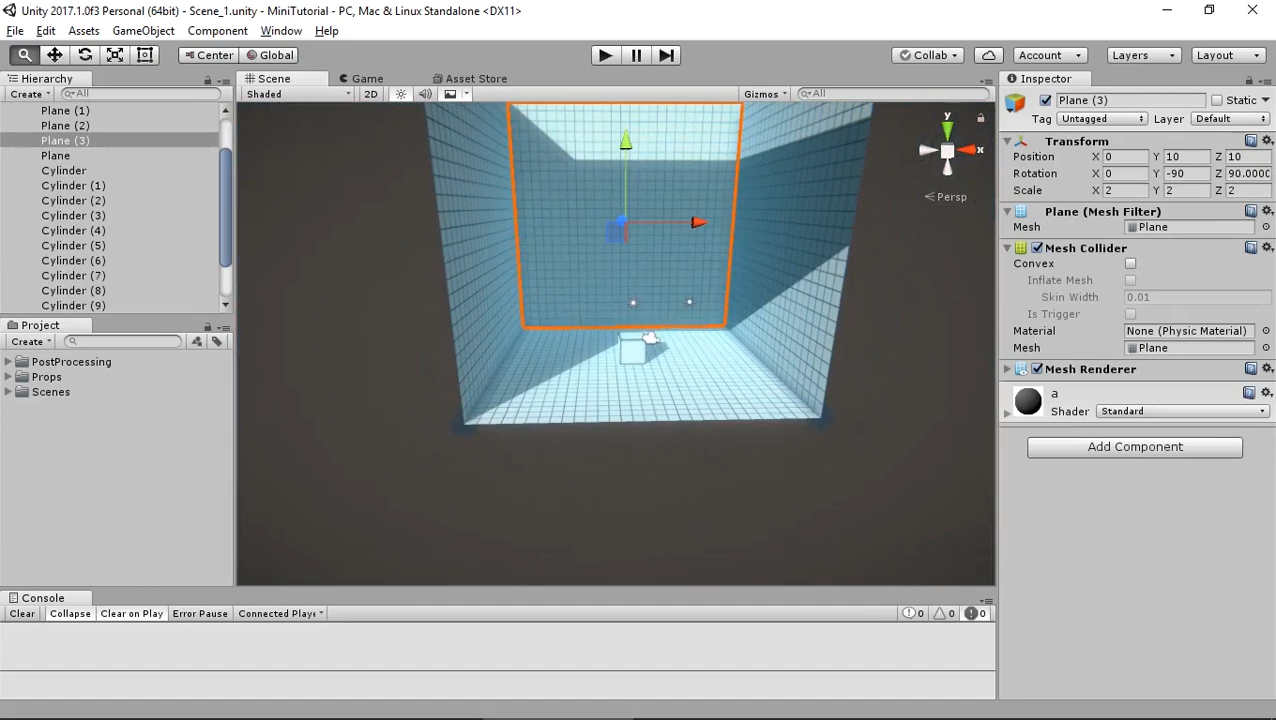 Unity 2017.1.0f3 Personal (64bit) - Scene_1.unity - MiniTutorial - PC, Mac & Linux Standalone <DX11>
File Edit Assets GameObject Component Window Help
Center Global Collab Account Layers Layout
Hierarchy
Create All
Plane (1)
Plane (2)
Plane (3)
Plane
Cylinder
Cylinder (1)
Cylinder (2)
Cylinder (3)
Cylinder (4)
Cylinder (5)
Cylinder (6)
Cylinder (7)
Cylinder (8)
Cylinder (9)
Project
Create
PostProcessing
Props
Scenes
Scene Game Asset Store
Shaded 2D Gizmos All
y
x
Persp
Inspector
Plane (3) Static
Tag Untagged Layer Default
Transform
Position X 0 Y 10 Z 10
Rotation X 0 Y -90 Z 90.0000
Scale X 2 Y 2 Z 2
Plane (Mesh Filter)
Mesh Plane
Mesh Collider
Convex
Inflate Mesh
Skin Width 0.01
Is Trigger
Material None (Physic Material)
Mesh Plane
Mesh Renderer
a
Shader Standard
Add Component
Console
Clear Collapse Clear on Play Error Pause Connected Playe 0 0 0